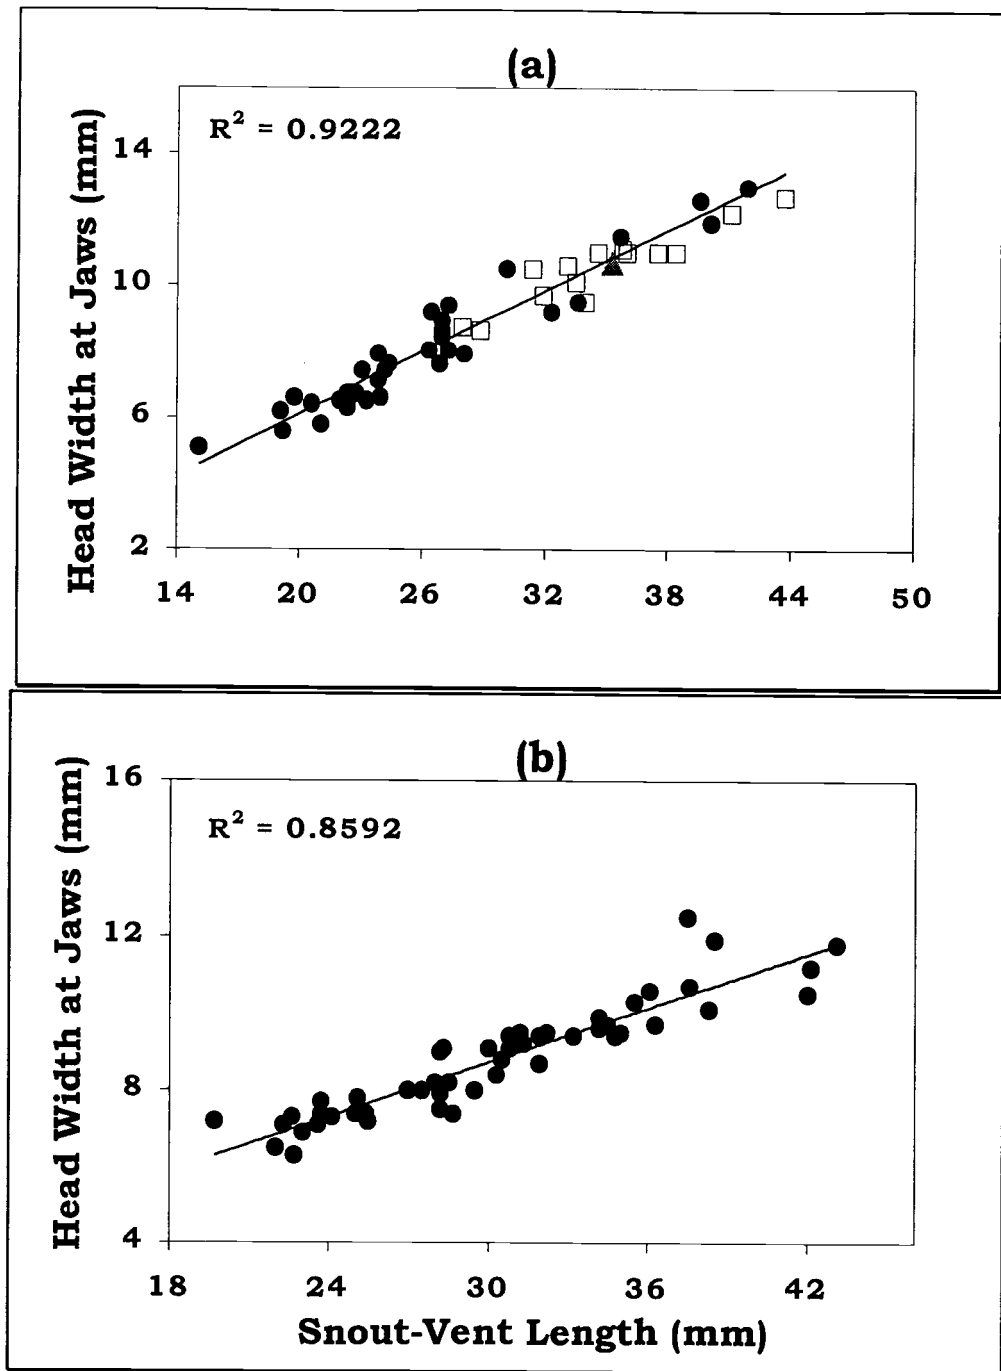 (a)
R² = 0.9222
Head Width at Jaws (mm)
14
10
6
2
14 20 26 32 38 44 50
(b)
R² = 0.8592
Head Width at Jaws (mm)
16
12
8
4
18 24 30 36 42
Snout-Vent Length (mm)